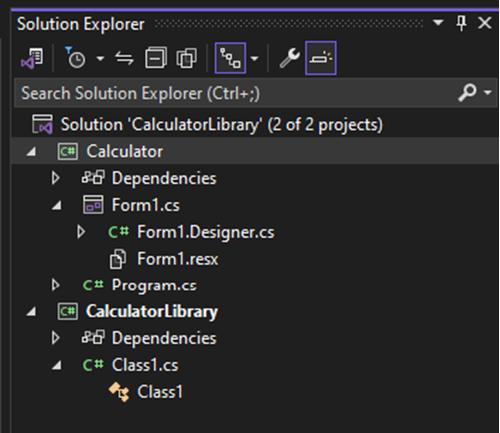 Solution Explorer
Search Solution Explorer (Ctrl+;)
Solution 'CalculatorLibrary' (2 of 2 projects)
C# Calculator
Dependencies
Form1.cs
C# Form1.Designer.cs
Form1.resx
C# Program.cs
C# CalculatorLibrary
Dependencies
C# Class1.cs
Class1